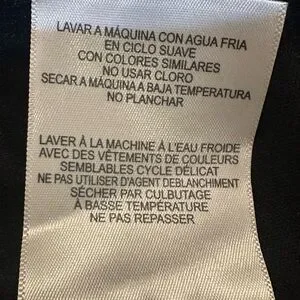 LAVAR A MÁQUINA CON AGUA FRIA
EN CICLO SUAVE
CON COLORES SIMILARES
NO USAR CLORO
SECAR A MÁQUINA A BAJA TEMPERATURA
NO PLANCHAR
LAVER À LA MACHINE À L'EAU FROIDE
AVEC DES VÊTEMENTS DE COULEURS
SEMBLABLES CYCLE DÉLICAT
NE PAS UTILISER D'AGENT DEBLANCHIMENT
SÉCHER PAR CULBUTAGE
À BASSE TEMPÉRATURE
NE PAS REPASSER